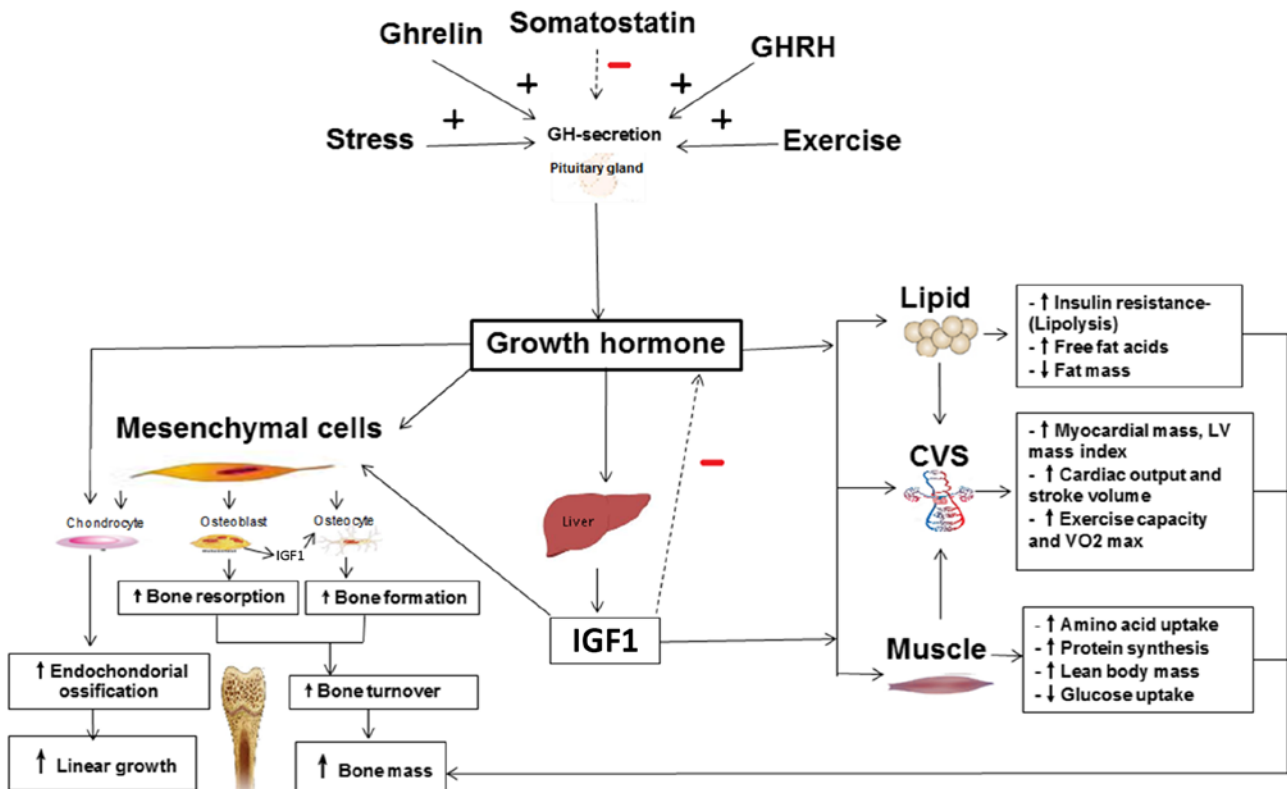 Somatostatin
Ghrelin
GHRH
+
−
+
Stress
+
+
Exercise
GH-secretion
Pituitary gland
Growth hormone
Mesenchymal cells
Chondrocyte
Osteoblast
Osteocyte
IGF1
↑ Bone resorption
↑ Bone formation
↑ Endochondorial
ossification
↑ Bone turnover
↑ Linear growth
↑ Bone mass
Liver
−
IGF1
Lipid
- ↑ Insulin resistance-
(Lipolysis)
- ↑ Free fat acids
- ↓ Fat mass
CVS
- ↑ Myocardial mass, LV
mass index
- ↑ Cardiac output and
stroke volume
- ↑ Exercise capacity
and VO2 max
Muscle
- ↑ Amino acid uptake
- ↑ Protein synthesis
- ↑ Lean body mass
- ↓ Glucose uptake